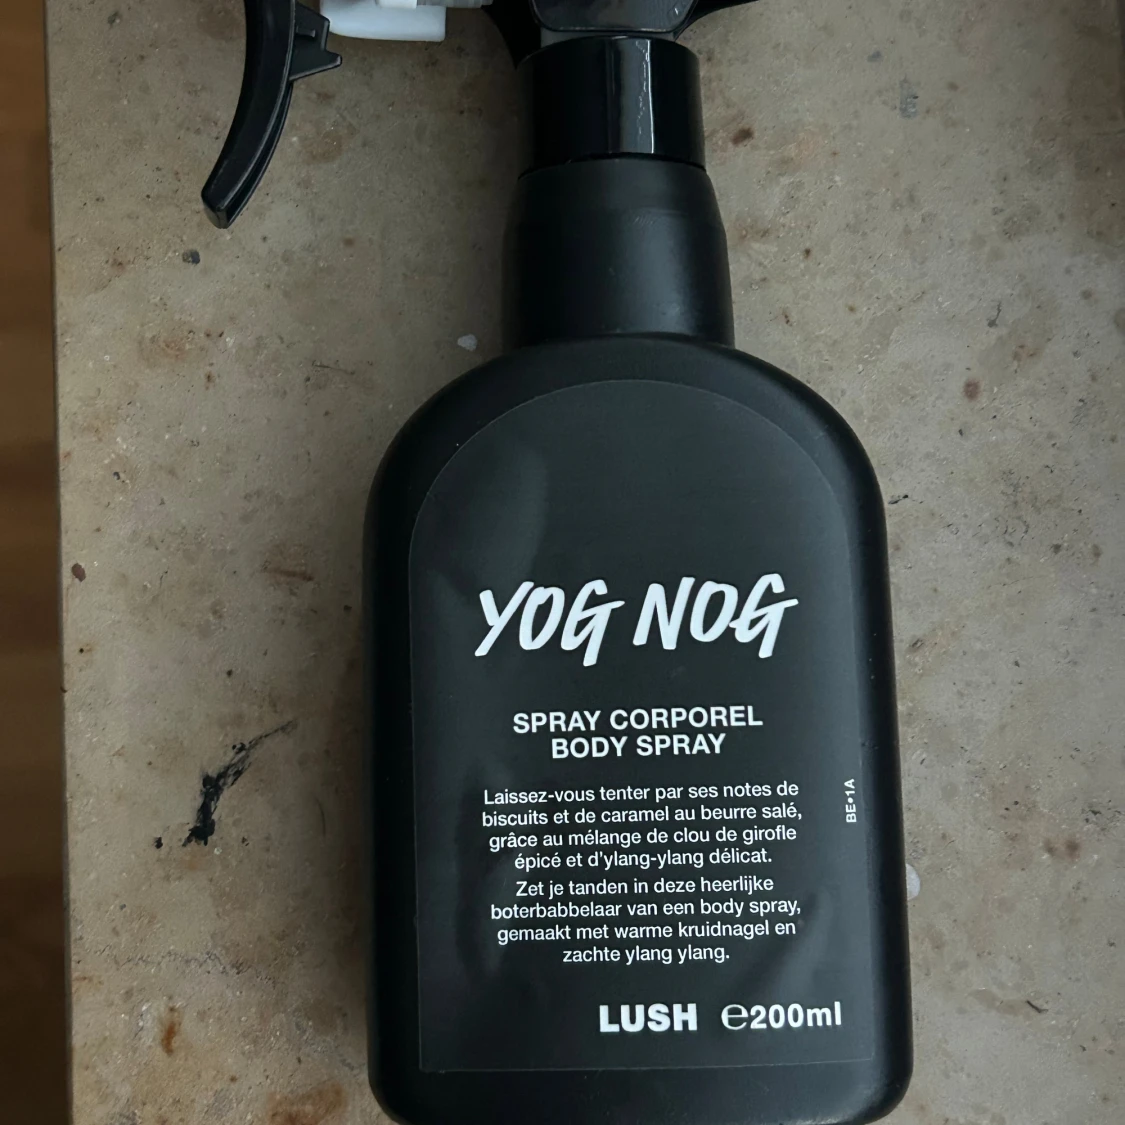 YOG NOG
SPRAY CORPOREL
BODY SPRAY
Laissez-vous tenter par ses notes de
biscuits et de caramel au beurre salé,
grâce au mélange de clou de girofle
épicé et d'ylang-ylang délicat.
Zet je tanden in deze heerlijke
boterbabbelaar van een body spray,
gemaakt met warme kruidnagel en
zachte ylang ylang.
LUSH ℮200ml
BE•1A